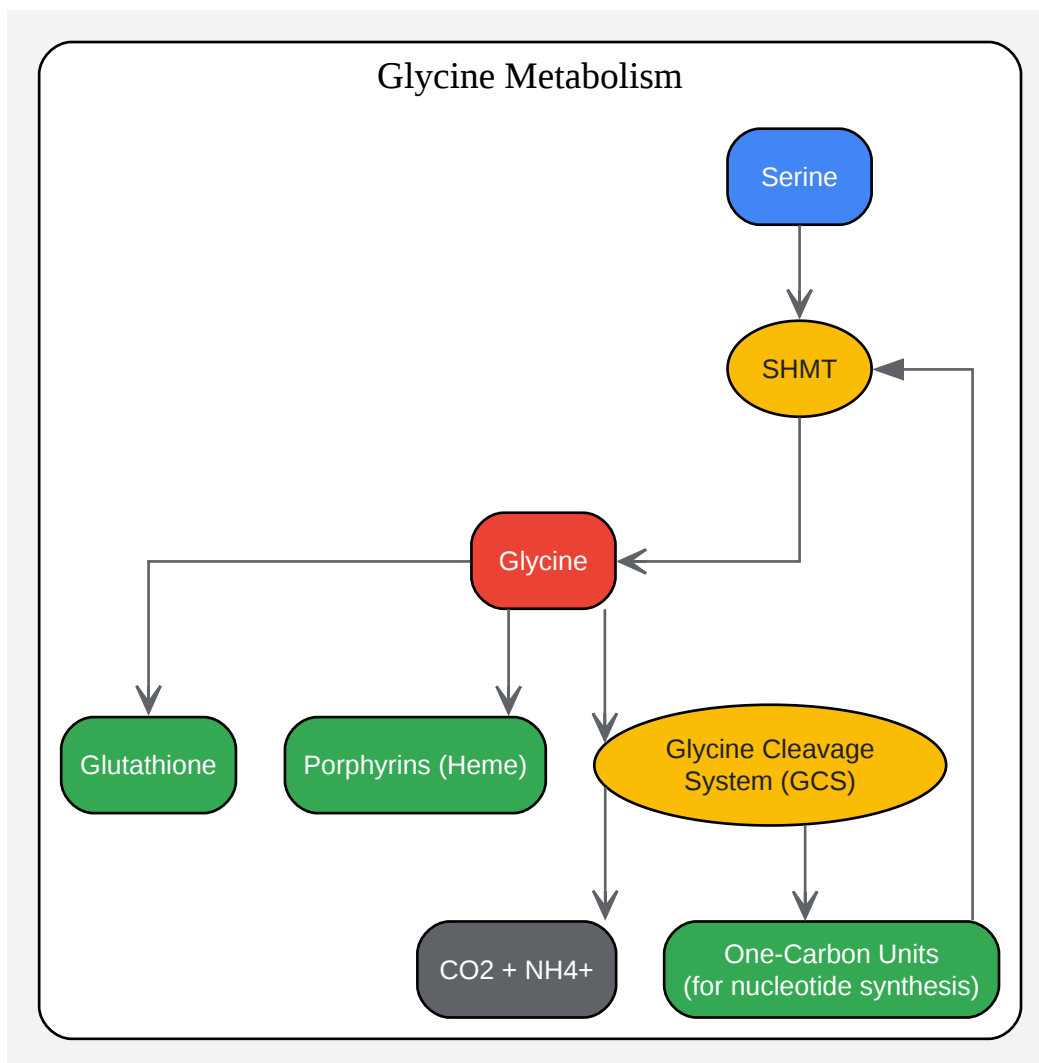 Glycine Metabolism
Serine
SHMT
Glycine
Glutathione
Porphyrins (Heme)
Glycine Cleavage
System (GCS)
CO2 + NH4+
One-Carbon Units
(for nucleotide synthesis)